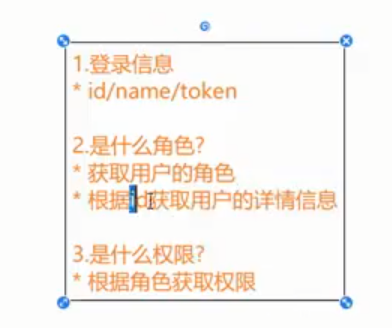 1.登录信息
* id/name/token
2.是什么角色?
* 获取用户的角色
* 根据id获取用户的详情信息
3.是什么权限?
* 根据角色获取权限